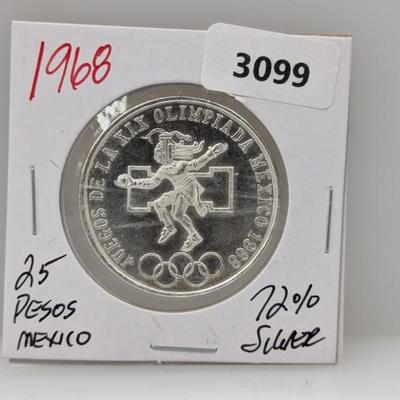 1968
3099
JUEGOS DE LA XIX OLIMPIADA MEXICO 1968
25
PESOS
MEXICO
72%
SILVER